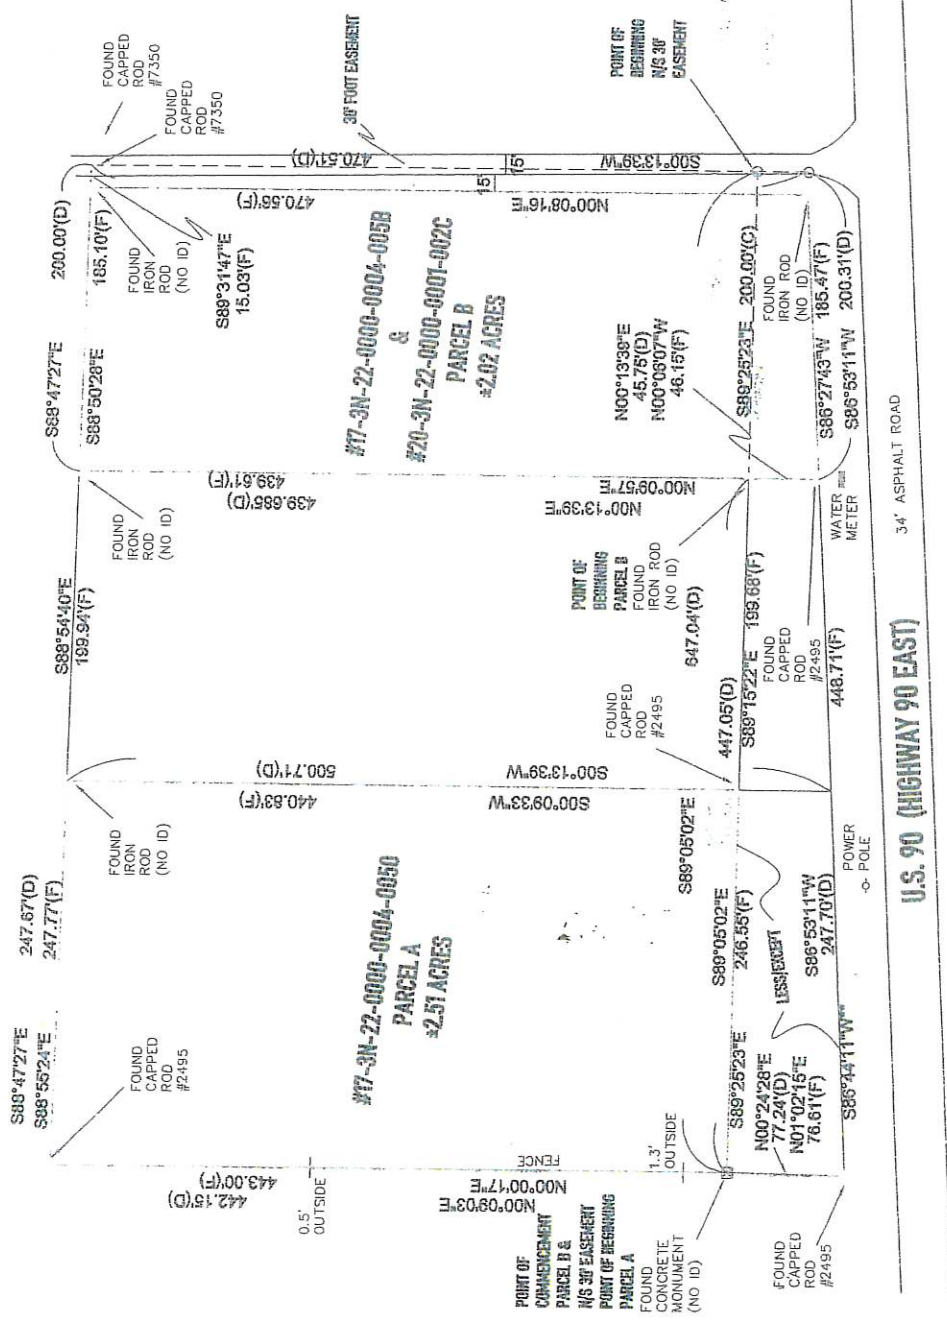 S88°47'27"E
S88°55'24"E
247.67'(D)
247.77'(F)
FOUND
CAPPED
ROD
#2495
FOUND
IRON
ROD
(NO ID)
S88°54'40"E
199.94'(F)
FOUND
IRON
ROD
(NO ID)
S88°47'27"E
S88°50'28"E
200.00'(D)
185.10'(F)
FOUND
IRON
ROD
(NO ID)
FOUND
CAPPED
ROD
#7350
FOUND
CAPPED
ROD
#7350
S89°31'47"E
15.03'(F)
442.15'(D)
443.00'(F)
0.5'
OUTSIDE
N00°09'03"E
N00°00'17"E
FENCE
1.3'
OUTSIDE
#17-3N-22-0000-0004-0050
PARCEL A
±2.51 ACRES
440.83'(F)
500.71'(D)
S00°09'33"W
S00°13'39"W
439.685'(D)
439.61'(F)
N00°13'39"E
N00°09'57"E
#17-3N-22-0000-0004-005B
&
#20-3N-22-0000-0001-002C
PARCEL B
±2.02 ACRES
470.56'(F)
470.51'(D)
N00°08'16"E
S00°13'39"W
15'
15'
30' FOOT EASEMENT
POINT OF
BEGINNING
N/S 30'
EASEMENT
POINT OF
COMMENCEMENT
PARCEL B &
N/S 30' EASEMENT
POINT OF BEGINNING
PARCEL A
FOUND
CONCRETE
MONUMENT
(NO ID)
FOUND
CAPPED
ROD
#2495
POINT OF
BEGINNING
PARCEL B
FOUND
IRON ROD
(NO ID)
FOUND
CAPPED
ROD
#2495
647.04'(D)
447.05'(D)
S89°05'02"E
S89°25'23"E
S89°05'02"E
246.55'(F)
S89°15'22"E 199.68'(F)
N00°24'28"E
77.24'(D)
N01°02'15"E
76.61'(F)
LESS/EXCEPT
S86°53'11"W
247.70'(D)
S86°44'11"W
448.71'(F)
FOUND
CAPPED
ROD
#2495
N00°13'39"E
45.75'(D)
N00°06'07"W
46.15'(F)
S89°25'23"E 200.00'(C)
FOUND
IRON ROD
(NO ID)
S86°27'43"W 185.47'(F)
S86°53'11"W 200.31'(D)
WATER
METER
POWER
POLE
34' ASPHALT ROAD
U.S. 90 (HIGHWAY 90 EAST)